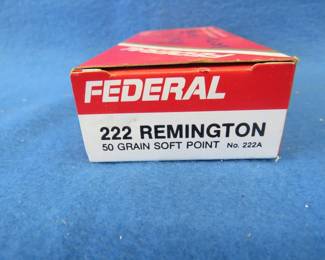 FEDERAL
222 REMINGTON
50 GRAIN SOFT POINT No. 222A